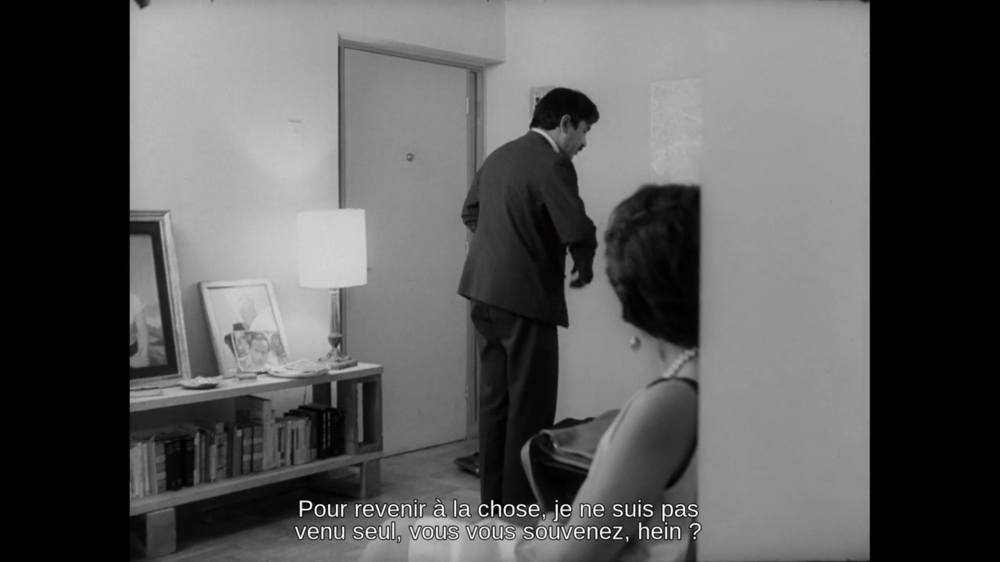 Pour revenir à la chose, je ne suis pas
venu seul, vous vous souvenez, hein ?